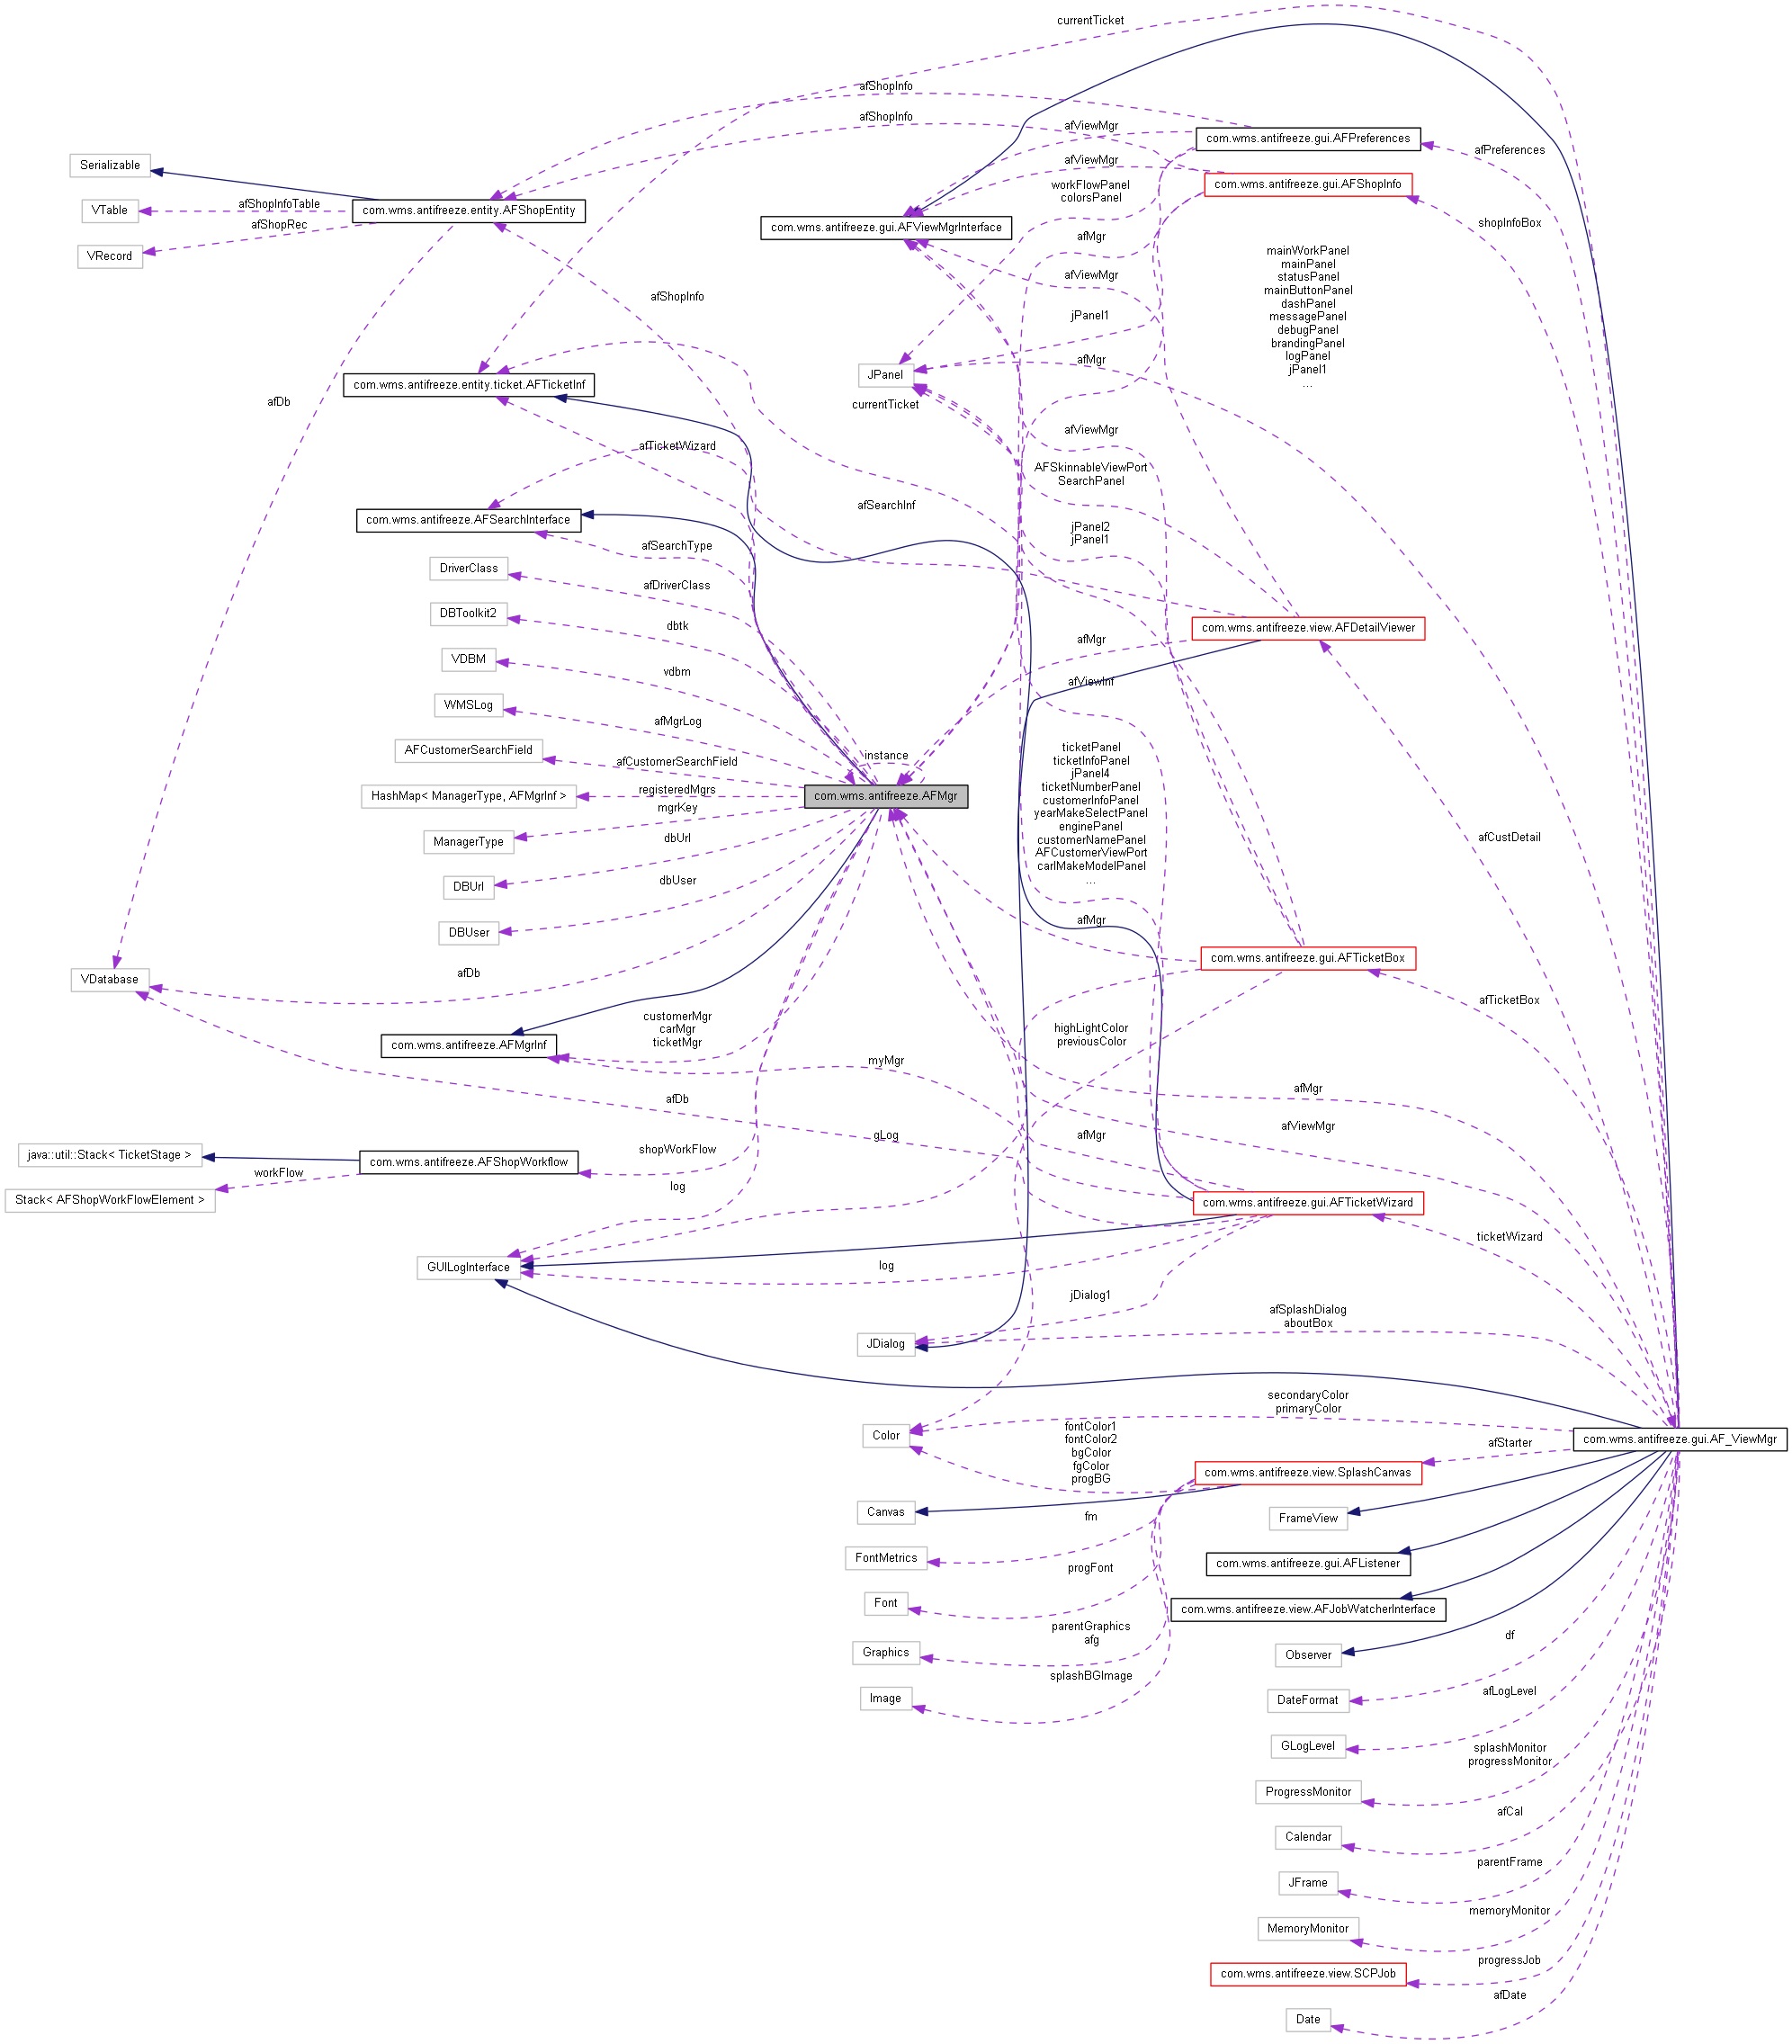 currentTicket
afShopInfo
afShopInfo
afViewMgr
com.wms.antifreeze.gui.AFPreferences
afPreferences
Serializable
afViewMgr
com.wms.antifreeze.gui.AFShopInfo
workFlowPanel
colorsPanel
VTable
afShopInfoTable
com.wms.antifreeze.entity.AFShopEntity
afShopRec
com.wms.antifreeze.gui.AFViewMgrInterface
shopInfoBox
afMgr
VRecord
mainWorkPanel
mainPanel
statusPanel
mainButtonPanel
dashPanel
messagePanel
debugPanel
brandingPanel
logPanel
jPanel1
...
afViewMgr
afShopInfo
jPanel1
afMgr
JPanel
com.wms.antifreeze.entity.ticket.AFTicketInf
afDb
currentTicket
afViewMgr
afTicketWizard
AFSkinnableViewPort
SearchPanel
afSearchInf
com.wms.antifreeze.AFSearchInterface
jPanel2
jPanel1
afSearchType
DriverClass
afDriverClass
DBToolkit2
dbtk
com.wms.antifreeze.view.AFDetailViewer
afMgr
VDBM
vdbm
afViewInf
WMSLog
afMgrLog
AFCustomerSearchField
afCustomerSearchField
instance
ticketPanel
ticketInfoPanel
jPanel4
ticketNumberPanel
customerInfoPanel
yearMakeSelectPanel
enginePanel
customerNamePanel
AFCustomerViewPort
carlMakeModelPanel
...
HashMap< ManagerType, AFMgrInf >
registeredMgrs
com.wms.antifreeze.AFMgr
mgrKey
ManagerType
dbUrl
afCustDetail
DBUrl
dbUser
DBUser
afMgr
com.wms.antifreeze.gui.AFTicketBox
VDatabase
afDb
afTicketBox
customerMgr
carMgr
ticketMgr
highLightColor
previousColor
com.wms.antifreeze.AFMgrInf
myMgr
afMgr
afDb
gLog
afMgr
afViewMgr
java::util::Stack< TicketStage >
com.wms.antifreeze.AFShopWorkflow
shopWorkFlow
workFlow
Stack< AFShopWorkFlowElement >
log
com.wms.antifreeze.gui.AFTicketWizard
ticketWizard
GUILogInterface
log
jDialog1
afSplashDialog
aboutBox
JDialog
secondaryColor
primaryColor
Color
fontColor1
fontColor2
bgColor
fgColor
progBG
com.wms.antifreeze.gui.AF_ViewMgr
afStarter
com.wms.antifreeze.view.SplashCanvas
Canvas
fm
FrameView
FontMetrics
progFont
com.wms.antifreeze.gui.AFListener
Font
com.wms.antifreeze.view.AFJobWatcherInterface
parentGraphics
afg
df
Graphics
Observer
splashBGImage
Image
DateFormat
afLogLevel
GLogLevel
splashMonitor
progressMonitor
ProgressMonitor
afCal
Calendar
parentFrame
JFrame
memoryMonitor
MemoryMonitor
progressJob
com.wms.antifreeze.view.SCPJob
afDate
Date